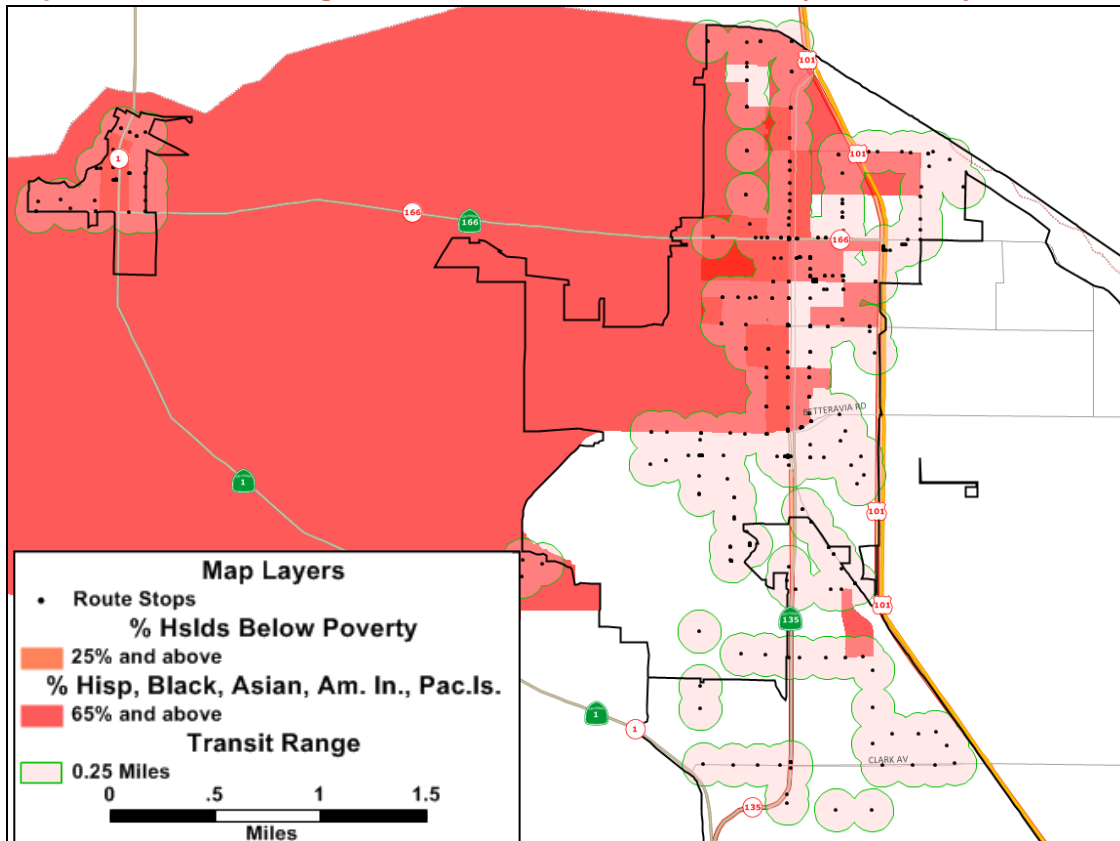 101
101
1
166
166
166
BETTERAVIA RD
1
101
Map Layers
Route Stops
% Hslds Below Poverty
25% and above
% Hisp, Black, Asian, Am. In., Pac.Is.
65% and above
Transit Range
0.25 Miles
0 .5 1 1.5
Miles
101
135
1
1
CLARK AV
135